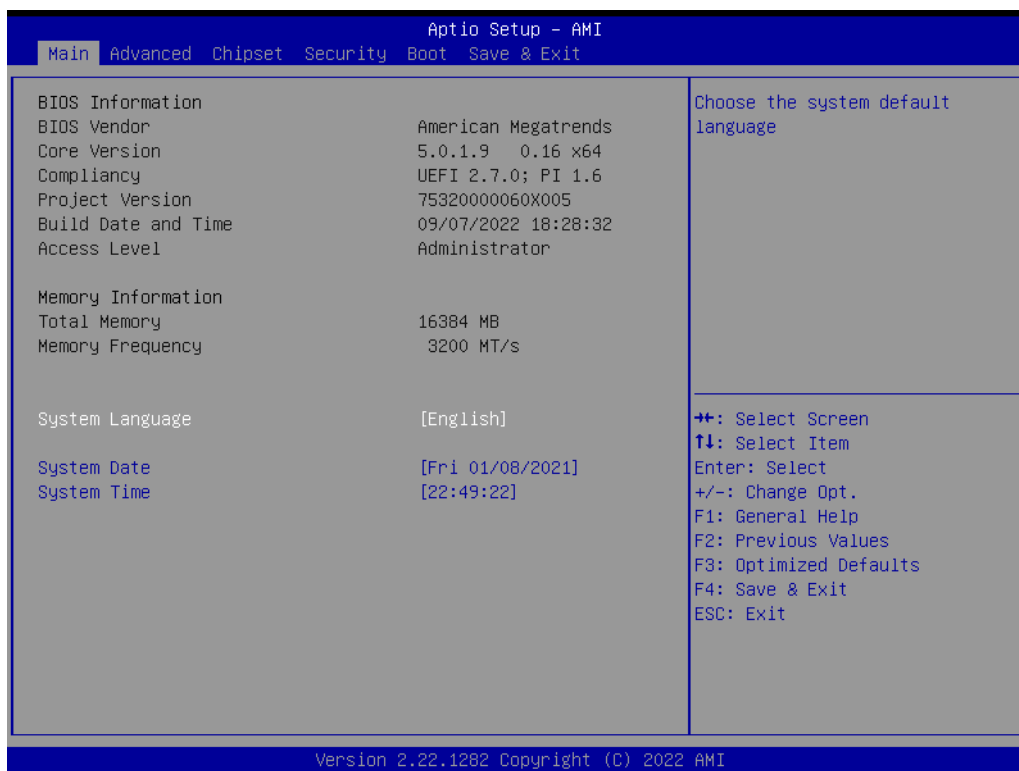 Aptio Setup – AMI
Main Advanced Chipset Security Boot Save & Exit
BIOS Information
BIOS Vendor American Megatrends
Core Version 5.0.1.9 0.16 x64
Compliancy UEFI 2.7.0; PI 1.6
Project Version 75320000060X005
Build Date and Time 09/07/2022 18:28:32
Access Level Administrator
Memory Information
Total Memory 16384 MB
Memory Frequency 3200 MT/s
System Language [English]
System Date [Fri 01/08/2021]
System Time [22:49:22]
Choose the system default
language
→←: Select Screen
↑↓: Select Item
Enter: Select
+/-: Change Opt.
F1: General Help
F2: Previous Values
F3: Optimized Defaults
F4: Save & Exit
ESC: Exit
Version 2.22.1282 Copyright (C) 2022 AMI